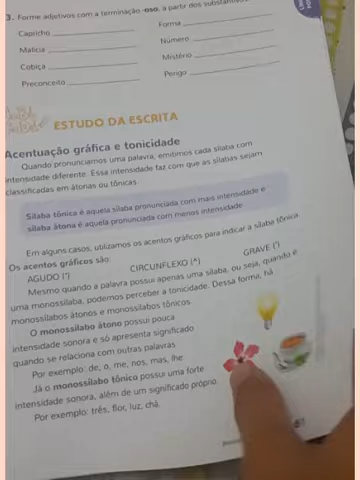 3. Forme adjetivos com a terminação -oso, a partir dos
Capricho
Forma
Malícia
Número
Cobiça
Mistério
Preconceito
Perigo
ESTUDO DA ESCRITA
Acentuação gráfica e tonicidade
Quando pronunciamos uma palavra, emitimos cada sílaba com
intensidade diferente. Essa intensidade faz com que as sílabas sejam
classificadas em átonas ou tônicas.
Sílaba tônica é aquela sílaba pronunciada com mais intensidade e
sílaba átona é aquela pronunciada com menos intensidade.
Em alguns casos, utilizamos os acentos gráficos para indicar a sílaba tônica.
Os acentos gráficos são:
AGUDO (´) CIRCUNFLEXO (^) GRAVE (`)
Mesmo quando a palavra possui apenas uma sílaba, ou seja, quando é
uma monossílaba, podemos perceber a tonicidade. Dessa forma, há
monossílabos átonos e monossílabos tônicos.
O monossílabo átono possui pouca
intensidade sonora e só apresenta significado
quando se relaciona com outras palavras.
Por exemplo: de, o, me, nos, mas, lhe.
Já o monossílabo tônico possui uma forte
intensidade sonora, além de um significado próprio.
Por exemplo: três, flor, luz, chá.